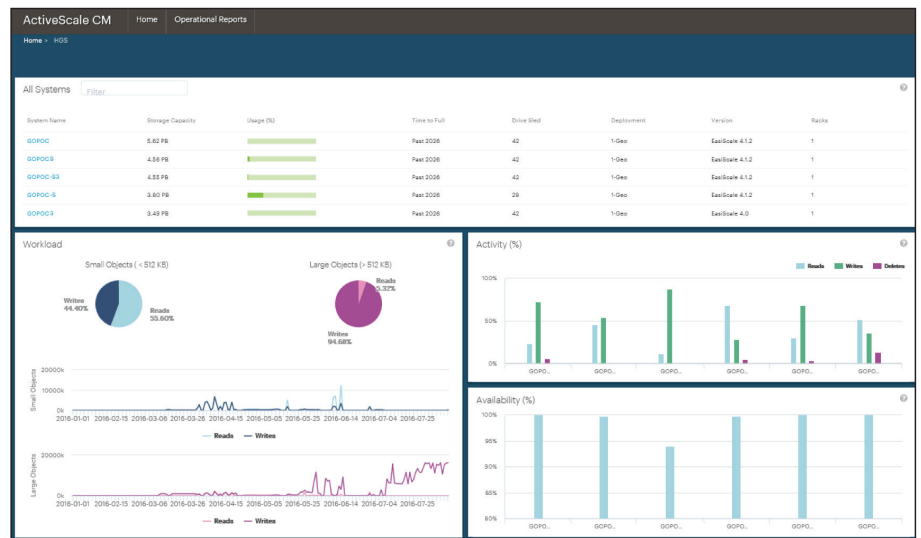 ActiveScale CM Home Operational Reports
Home > HGS
All Systems Filter
System Name Storage Capacity Usage (%) Time to Full Drive Sled Deployment Version Racks
GOPOC 5.62 PB Past 2026 42 1-Geo EasiScale 4.1.2 1
4.56 PB Past 2026 42 1-Geo EasiScale 4.1.2 1
GOPOC-S3 4.55 PB Past 2026 42 1-Geo EasiScale 4.1.2 1
3.80 PB Past 2026 28 1-Geo EasiScale 4.1.2 1
GOPOC3 3.49 PB Past 2026 42 1-Geo EasiScale 4.0 1
Workload
Small Objects ( < 512 KB)
Writes
44.40%
Reads
55.60%
Large Objects (> 512 KB)
Reads
5.32%
Writes
94.68%
Small Objects
20000k
10000k
0k
2016-01-01 2016-02-15 2016-03-06 2016-03-26 2016-04-15 2016-05-05 2016-05-25 2016-06-14 2016-07-04 2016-07-25
Reads Writes
Large Objects
20000k
0k
2016-01-01 2016-02-15 2016-03-06 2016-03-26 2016-04-15 2016-05-05 2016-05-25 2016-06-14 2016-07-04 2016-07-25
Reads Writes
Activity (%)
Reads Writes Deletes
100%
50%
0%
GOPO... GOPO... GOPO... GOPO... GOPO... GOPO...
Availability (%)
100%
95%
90%
85%
80%
GOPO... GOPO... GOPO... GOPO... GOPO... GOPO...